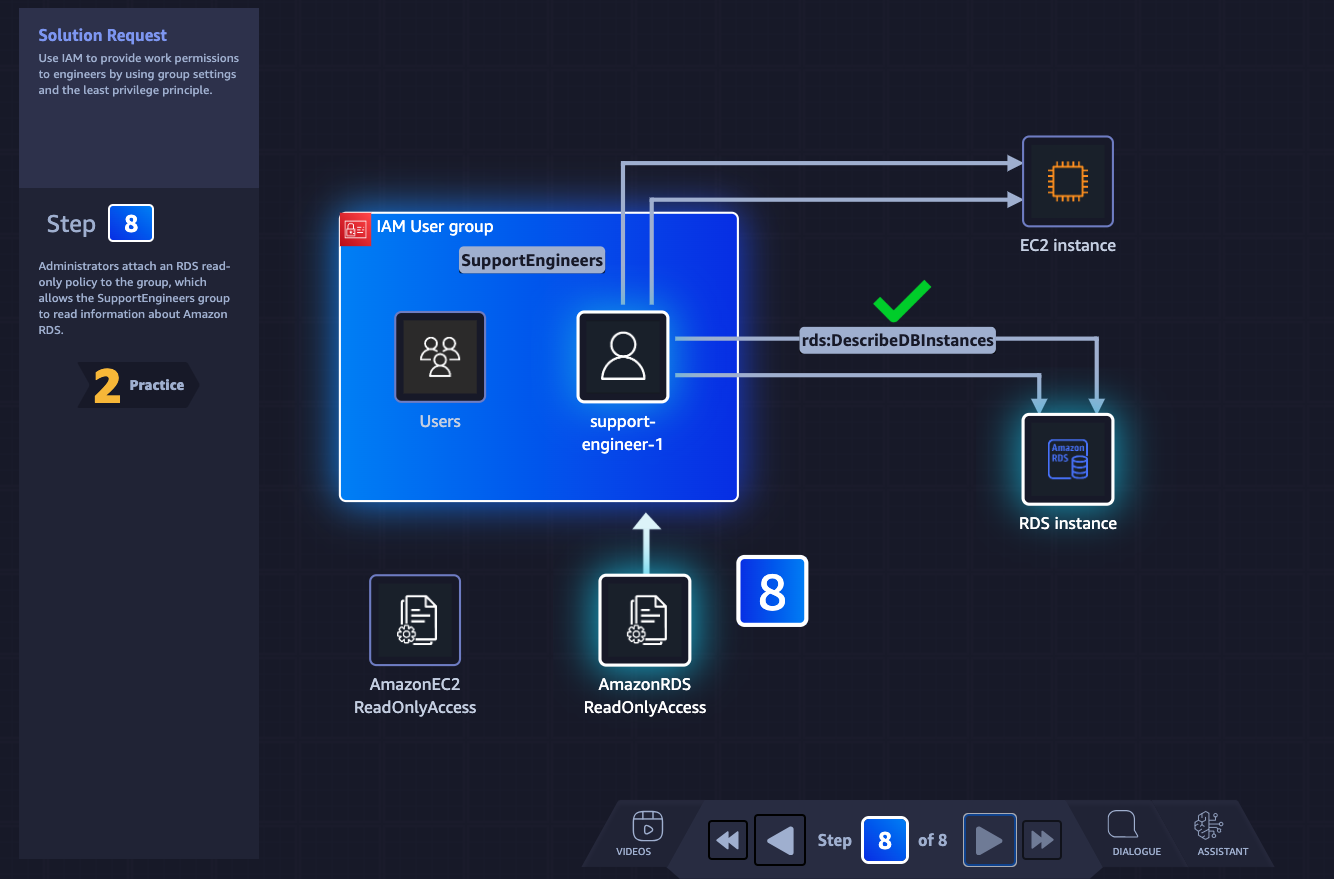 Solution Request
Use IAM to provide work permissions
to engineers by using group settings
and the least privilege principle.
Step 8
Administrators attach an RDS read-
only policy to the group, which
allows the SupportEngineers group
to read information about Amazon
RDS.
2 Practice
IAM User group
SupportEngineers
Users
support-
engineer-1
EC2 instance
rds:DescribeDBInstances
Amazon
RDS
RDS instance
8
AmazonEC2
ReadOnlyAccess
AmazonRDS
ReadOnlyAccess
VIDEOS
Step 8 of 8
DIALOGUE
ASSISTANT